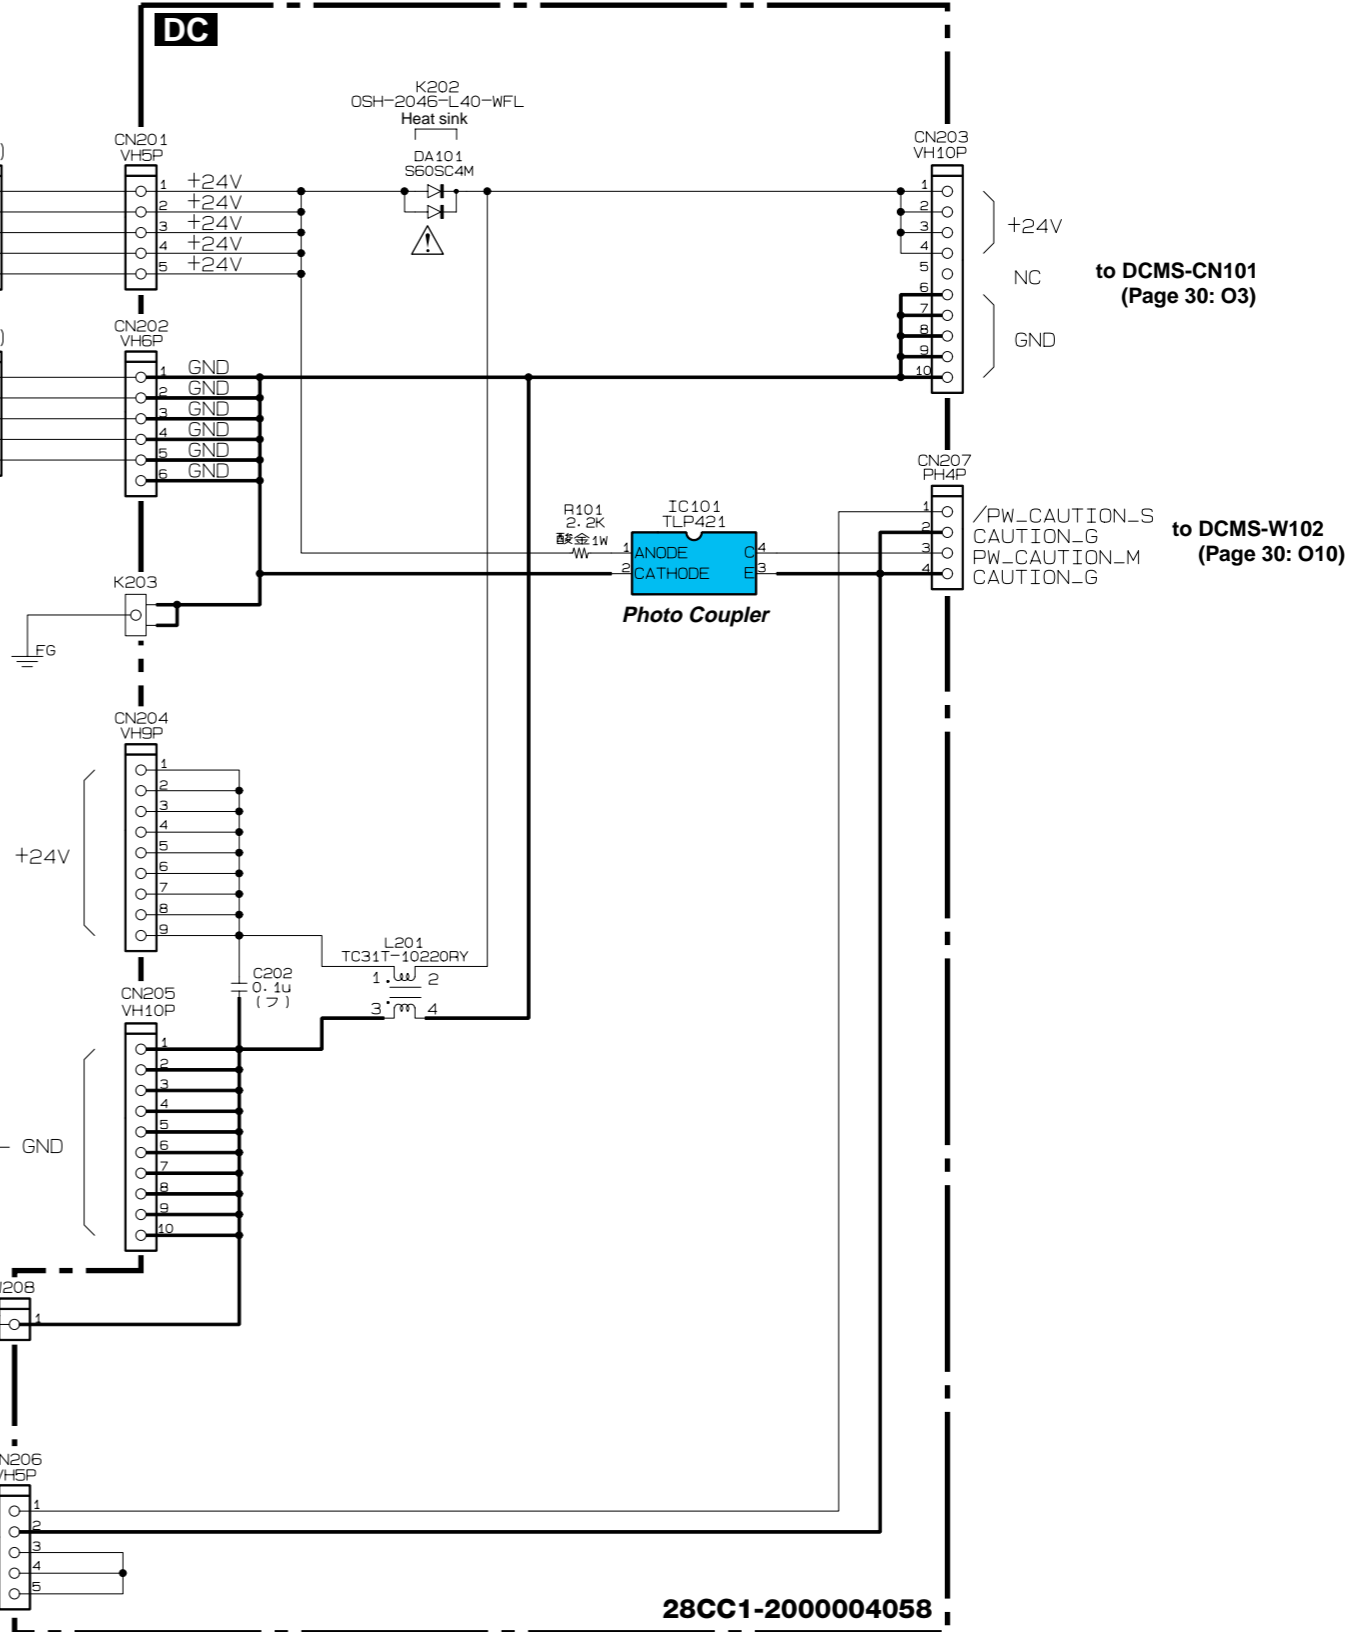 DC
K202
OSH-2046-L40-WFL
Heat sink
DA101
S60SC4M
CN201
VH5P
1 +24V
2 +24V
3 +24V
4 +24V
5 +24V
CN203
VH10P
1
2
3
4
5
6
7
8
9
10
+24V
NC
GND
to DCMS-CN101
(Page 30: O3)
CN202
VH6P
1 GND
2 GND
3 GND
4 GND
5 GND
6 GND
CN207
PH4P
1 /PW_CAUTION_S
2 CAUTION_G
3 PW_CAUTION_M
4 CAUTION_G
to DCMS-W102
(Page 30: O10)
R101
2.2K
酸金1W
IC101
TLP421
1 ANODE C 4
2 CATHODE E 3
Photo Coupler
K203
FG
CN204
VH9P
1
2
3
4
5
6
7
8
9
+24V
L201
TC31T-10220RY
1 2
3 4
C202
0.1u
(フ)
CN205
VH10P
1
2
3
4
5
6
7
8
9
10
GND
208
1
N206
VH5P
1
2
3
4
5
28CC1-2000004058